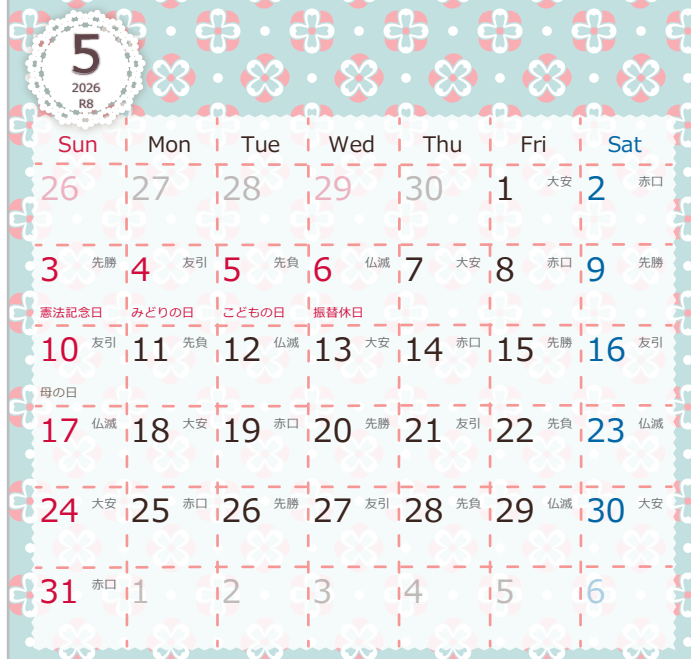 5
2026
R8
Sun Mon Tue Wed Thu Fri Sat
26 27 28 29 30 1 大安 2 赤口
3 先勝 4 友引 5 先負 6 仏滅 7 大安 8 赤口 9 先勝
憲法記念日 みどりの日 こどもの日 振替休日
10 友引 11 先負 12 仏滅 13 大安 14 赤口 15 先勝 16 友引
母の日
17 仏滅 18 大安 19 赤口 20 先勝 21 友引 22 先負 23 仏滅
24 大安 25 赤口 26 先勝 27 友引 28 先負 29 仏滅 30 大安
31 赤口 1 2 3 4 5 6